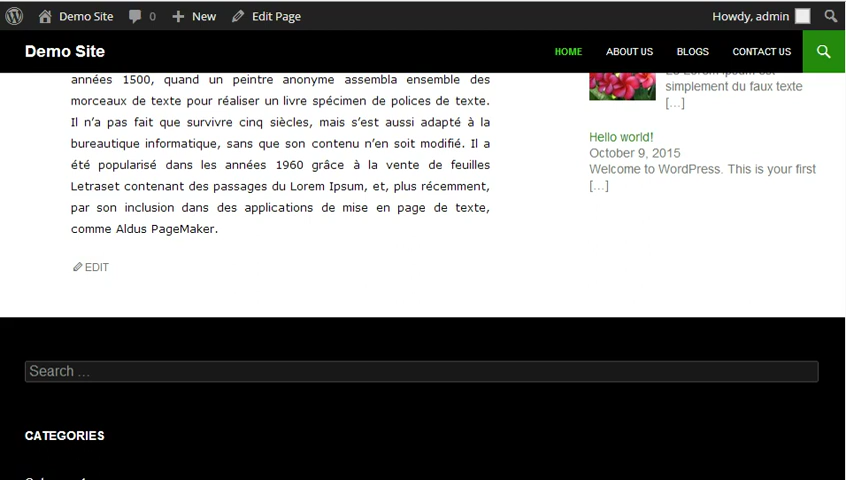 Demo Site 0 New Edit Page Howdy, admin
Demo Site HOME ABOUT US BLOGS CONTACT US
années 1500, quand un peintre anonyme assembla ensemble des
morceaux de texte pour réaliser un livre spécimen de polices de texte.
Il n'a pas fait que survivre cinq siècles, mais s'est aussi adapté à la
bureautique informatique, sans que son contenu n'en soit modifié. Il a
été popularisé dans les années 1960 grâce à la vente de feuilles
Letraset contenant des passages du Lorem Ipsum, et, plus récemment,
par son inclusion dans des applications de mise en page de texte,
comme Aldus PageMaker.
EDIT
simplement du faux texte
[…]
Hello world!
October 9, 2015
Welcome to WordPress. This is your first
[…]
Search …
CATEGORIES